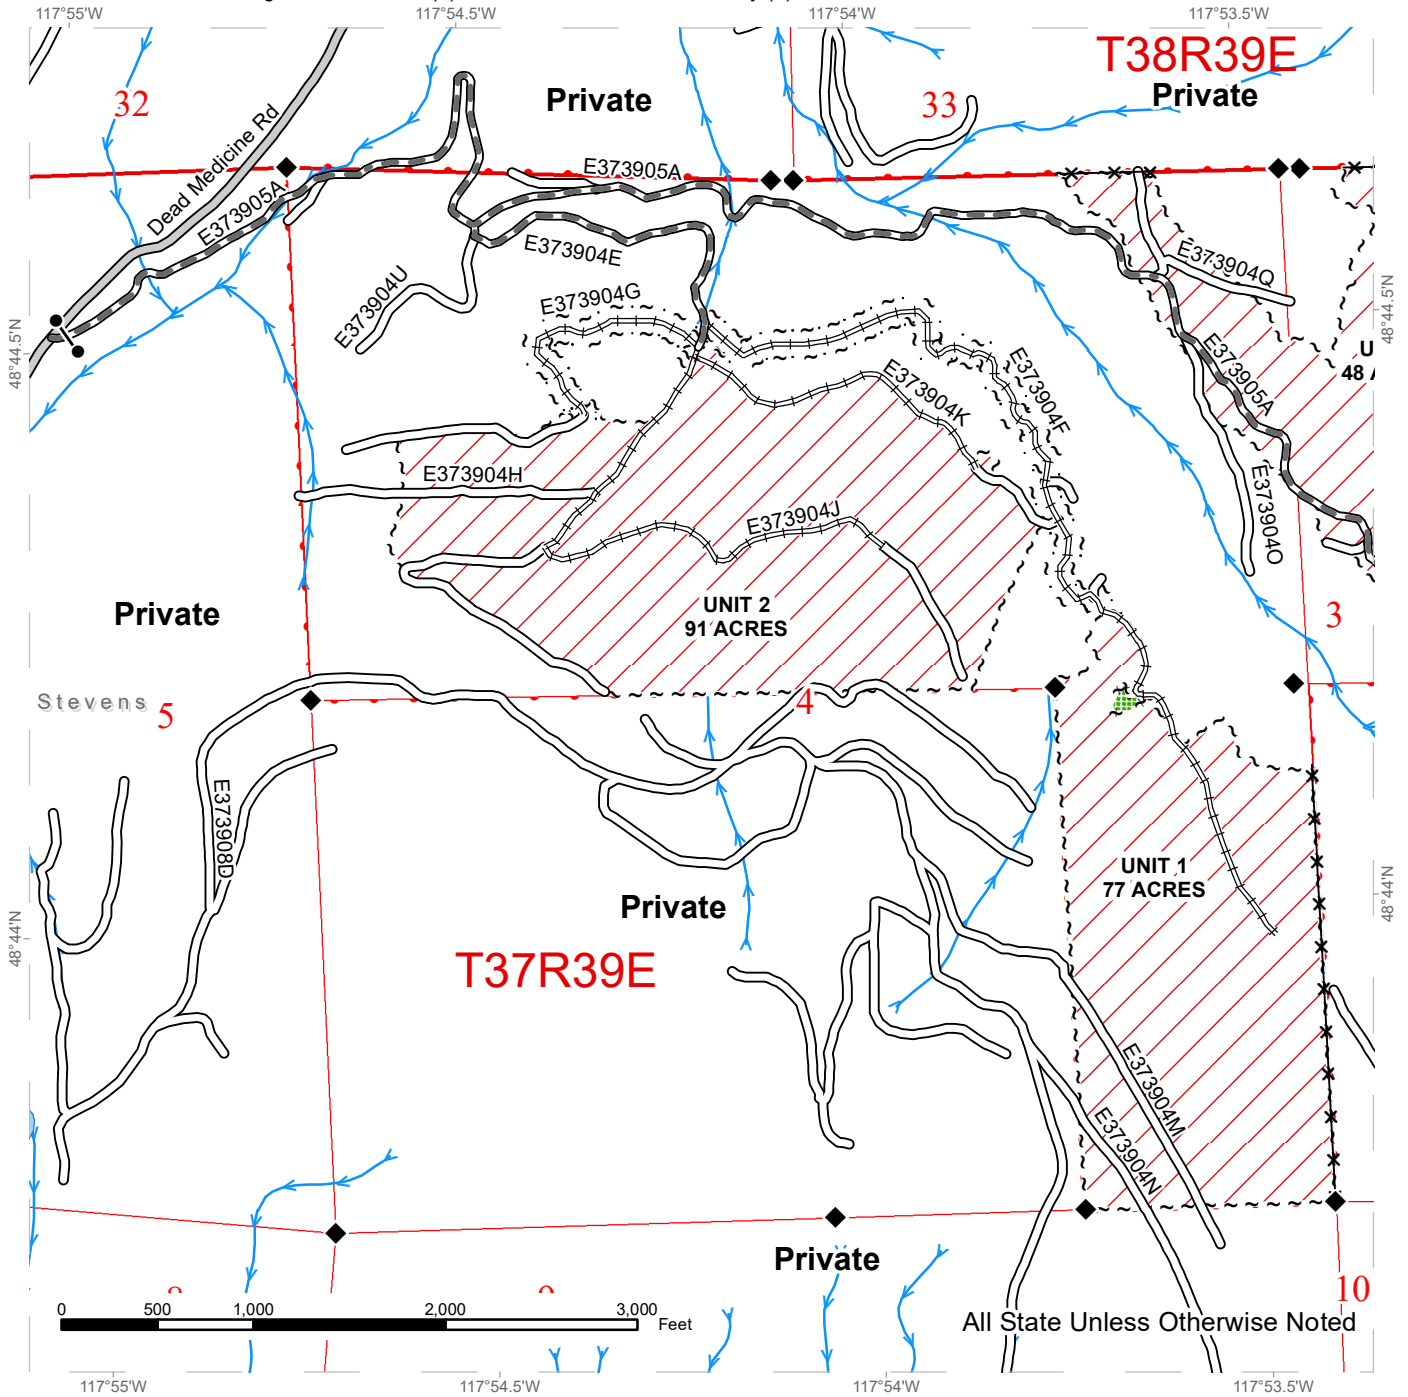 117°55'W
117°54.5'W
117°54'W
117°53.5'W
T38R39E
32
Private
33
Private
Dead Medicine Rd
E373905A
E373905A
E373904E
E373904U
E373904G
E373904Q
48°44.5'N
48°44.5'N
E373904F
E373904K
E373905A
U
48 A
E373904H
E373904J
E373904O
UNIT 2
91 ACRES
Private
3
Stevens
5
4
E373908D
UNIT 1
77 ACRES
Private
48°44'N
48°44'N
T37R39E
E373904M
E373904N
Private
10
0
500
1,000
2,000
3,000
Feet
All State Unless Otherwise Noted
117°55'W
117°54.5'W
117°54'W
117°53.5'W